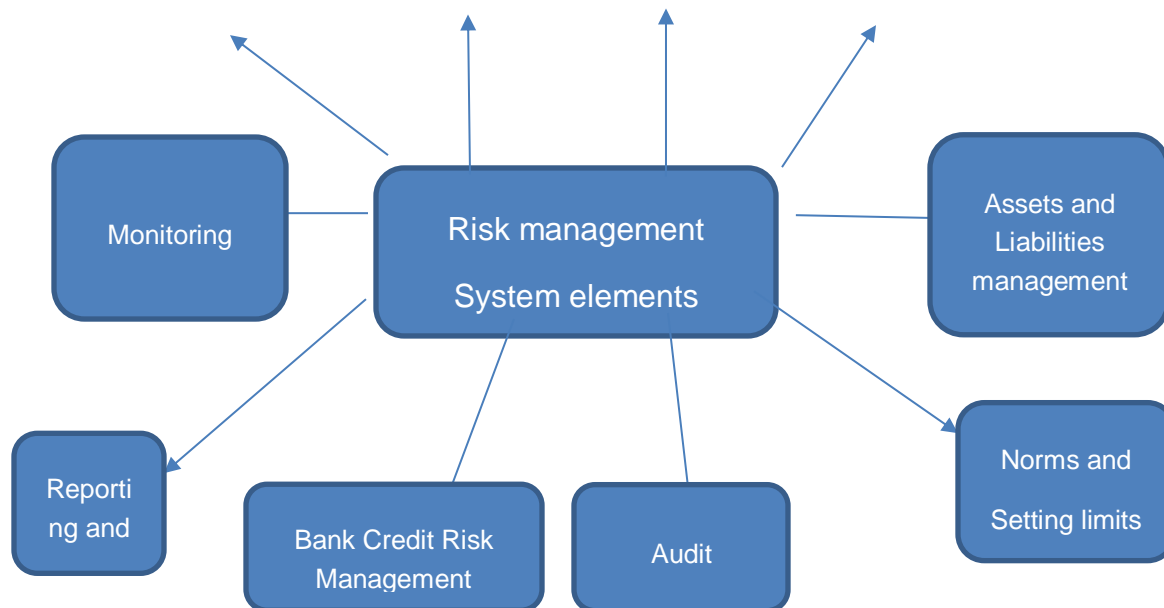 Monitoring
Risk management
System elements
Assets and
Liabilities
management
Reporti
ng and
Bank Credit Risk
Management
Audit
Norms and
Setting limits